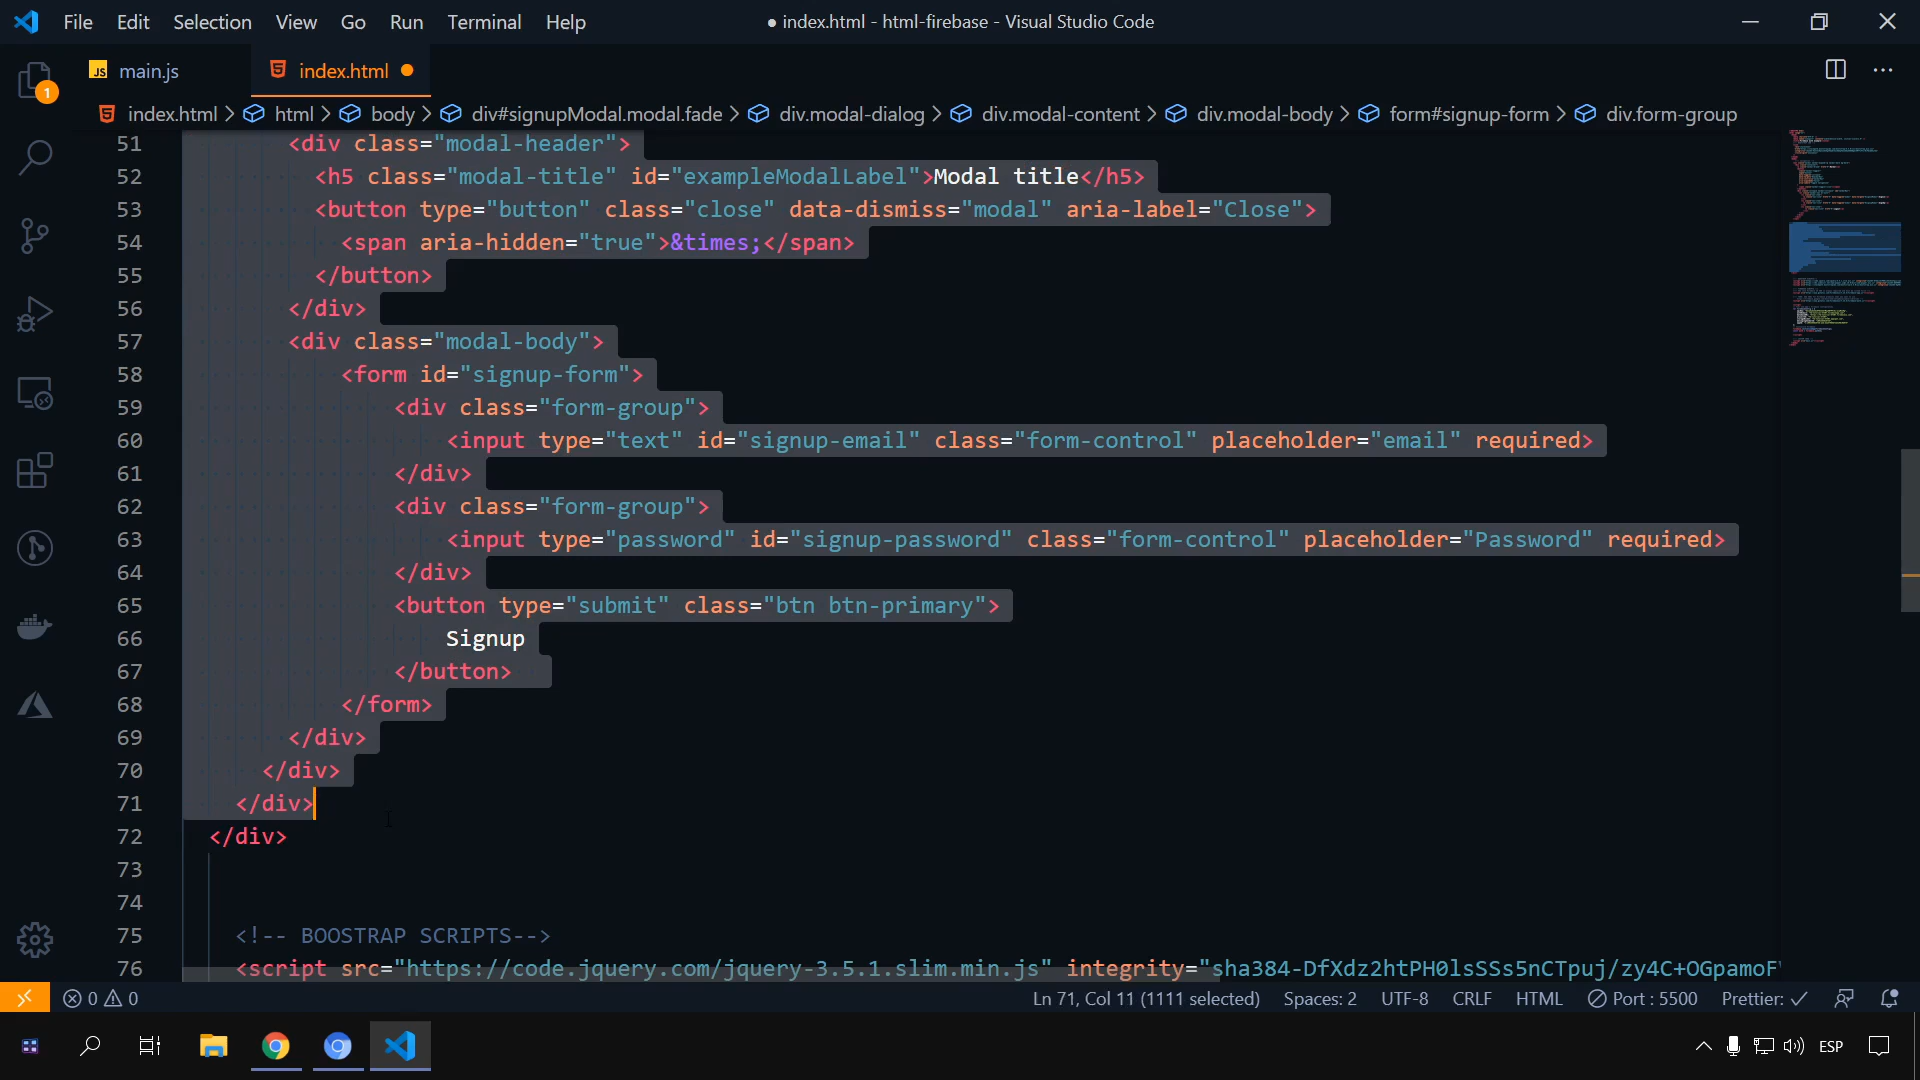 File Edit Selection View Go Run Terminal Help ● index.html - html-firebase - Visual Studio Code
JS main.js index.html
index.html > html > body > div#signupModal.modal.fade > div.modal-dialog > div.modal-content > div.modal-body > form#signup-form > div.form-group
1
51 <div class="modal-header">
52 <h5 class="modal-title" id="exampleModalLabel">Modal title</h5>
53 <button type="button" class="close" data-dismiss="modal" aria-label="Close">
54 <span aria-hidden="true">&times;</span>
55 </button>
56 </div>
57 <div class="modal-body">
58 <form id="signup-form">
59 <div class="form-group">
60 <input type="text" id="signup-email" class="form-control" placeholder="email" required>
61 </div>
62 <div class="form-group">
63 <input type="password" id="signup-password" class="form-control" placeholder="Password" required>
64 </div>
65 <button type="submit" class="btn btn-primary">
66 Signup
67 </button>
68 </form>
69 </div>
70 </div>
71 </div>
72 </div>
73
74
75 <!-- BOOSTRAP SCRIPTS-->
76 <script src="https://code.jquery.com/jquery-3.5.1.slim.min.js" integrity="sha384-DfXdz2htPH0lsSSs5nCTpuj/zy4C+OGpamoF
0 0 Ln 71, Col 11 (1111 selected) Spaces: 2 UTF-8 CRLF HTML Port : 5500 Prettier: ✓
ESP